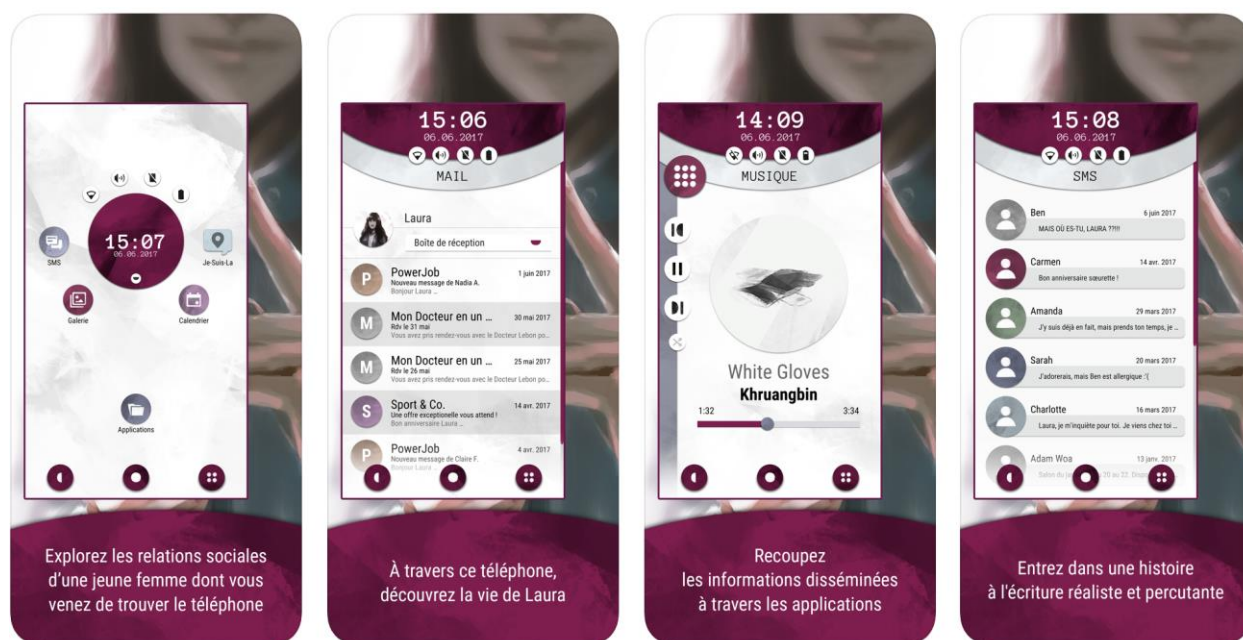 15:07
06.06.2017
SMS
Je-Suis-La
Galerie
Calendrier
Applications
Explorez les relations sociales
d'une jeune femme dont vous
venez de trouver le téléphone
15:06
06.06.2017
MAIL
Laura
Boîte de réception
P
PowerJob
1 juin 2017
Nouveau message de Nadia A.
Bonjour Laura ...
M
Mon Docteur en un ...
30 mai 2017
Rdv le 31 mai
Vous avez pris rendez-vous avec le Docteur Lebon po...
M
Mon Docteur en un ...
25 mai 2017
Rdv le 26 mai
Vous avez pris rendez-vous avec le Docteur Lebon po...
S
Sport & Co.
14 avr. 2017
Une offre exceptionelle vous attend !
Bon anniversaire Laura ...
P
PowerJob
4 avr. 2017
Nouveau message de Claire F.
Bonjour Laura ...
À travers ce téléphone,
découvrez la vie de Laura
14:09
06.06.2017
MUSIQUE
White Gloves
Khruangbin
1:32
3:34
Recoupez
les informations disséminées
à travers les applications
15:08
06.06.2017
SMS
Ben
6 juin 2017
MAIS OÙ ES-TU, LAURA ??!!!
Carmen
14 avr. 2017
Bon anniversaire sœurette !
Amanda
29 mars 2017
J'y suis déjà en fait, mais prends ton temps, je ...
Sarah
20 mars 2017
J'adorerais, mais Ben est allergique :'(
Charlotte
16 mars 2017
Laura, je m'inquiète pour toi. Je viens chez toi ...
Adam Woa
13 janv. 2017
Salon du 20 au 22.
Entrez dans une histoire
à l'écriture réaliste et percutante